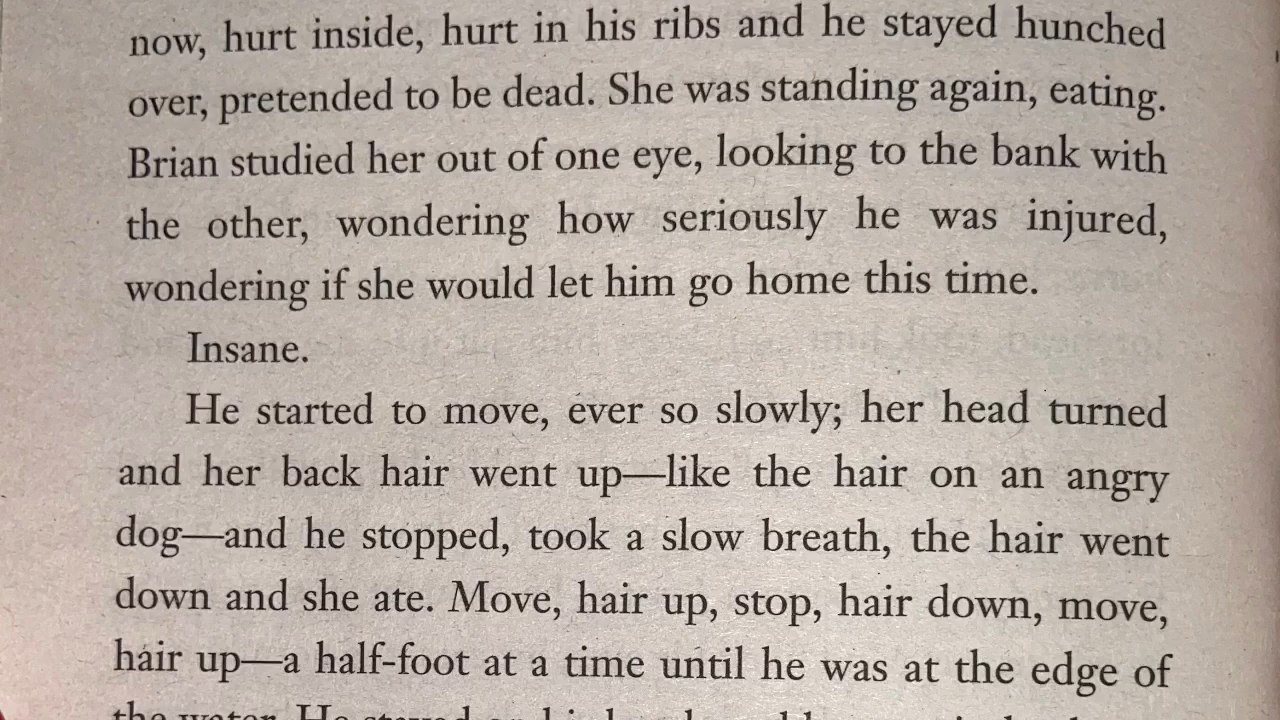 now, hurt inside, hurt in his ribs and he stayed hunched
over, pretended to be dead. She was standing again, eating.
Brian studied her out of one eye, looking to the bank with
the other, wondering how seriously he was injured,
wondering if she would let him go home this time.
Insane.
He started to move, ever so slowly; her head turned
and her back hair went up—like the hair on an angry
dog—and he stopped, took a slow breath, the hair went
down and she ate. Move, hair up, stop, hair down, move,
hair up—a half-foot at a time until he was at the edge of
the water. He stayed